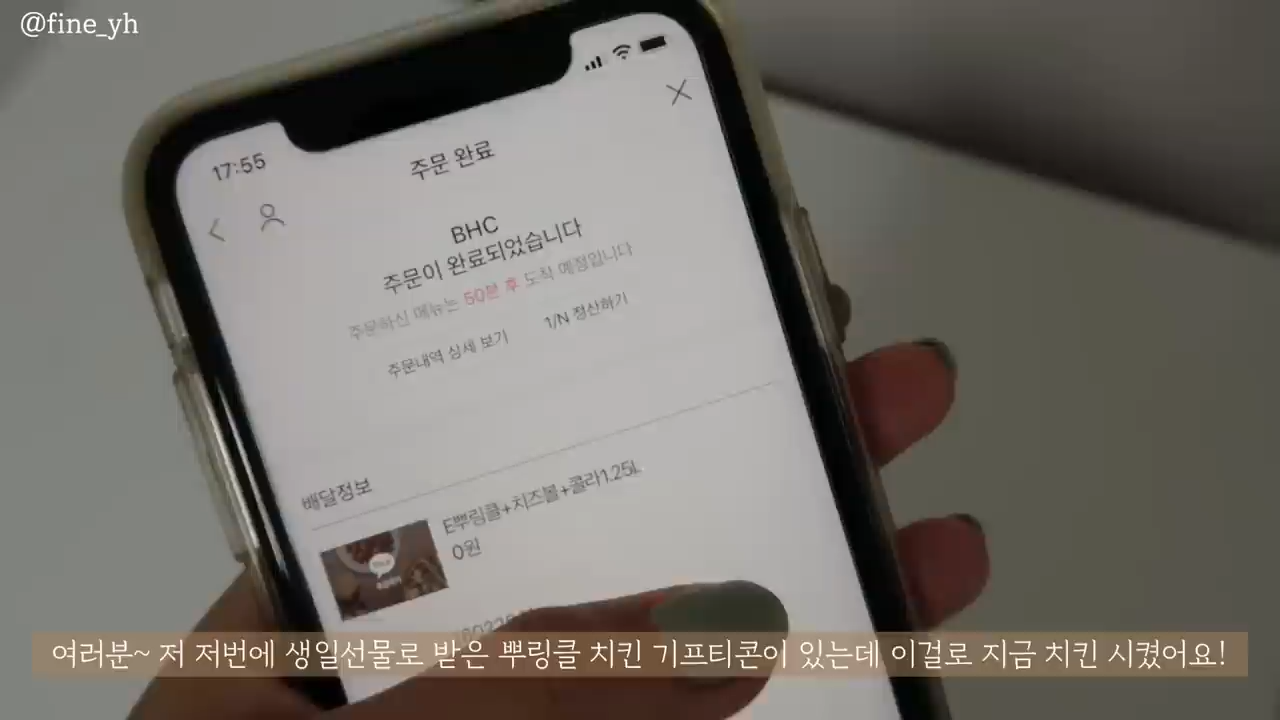 @fine_yh
17:55
주문 완료
BHC
주문이 완료되었습니다
주문하신 메뉴는 50분 후 도착 예정입니다
주문내역 상세 보기 1/N 정산하기
배달정보
E뿌링클+치즈볼+콜라1.25L
0원
여러분~ 저 저번에 생일선물로 받은 뿌링클 치킨 기프티콘이 있는데 이걸로 지금 치킨 시켰어요!